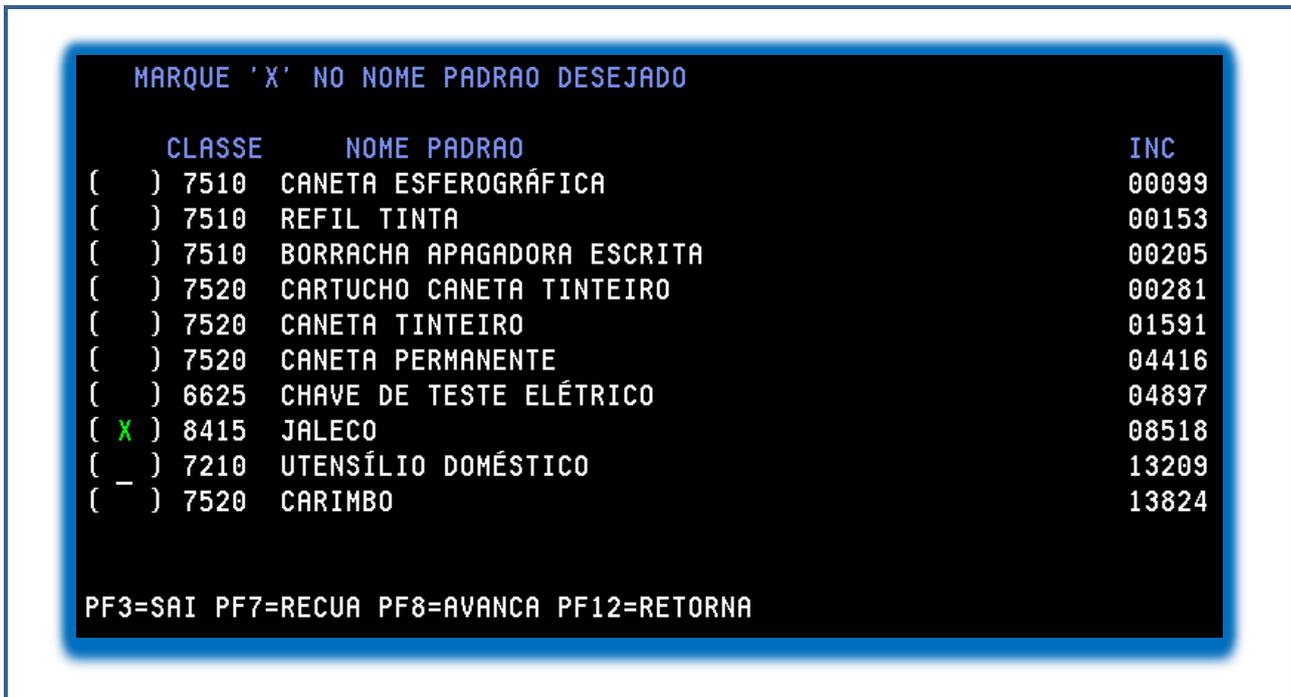 MARQUE 'X' NO NOME PADRAO DESEJADO
CLASSE NOME PADRAO INC
( ) 7510 CANETA ESFEROGRÁFICA 00099
( ) 7510 REFIL TINTA 00153
( ) 7510 BORRACHA APAGADORA ESCRITA 00205
( ) 7520 CARTUCHO CANETA TINTEIRO 00281
( ) 7520 CANETA TINTEIRO 01591
( ) 7520 CANETA PERMANENTE 04416
( ) 6625 CHAVE DE TESTE ELÉTRICO 04897
( X ) 8415 JALECO 08518
( _ ) 7210 UTENSÍLIO DOMÉSTICO 13209
( ) 7520 CARIMBO 13824
PF3=SAI PF7=RECUA PF8=AVANCA PF12=RETORNA